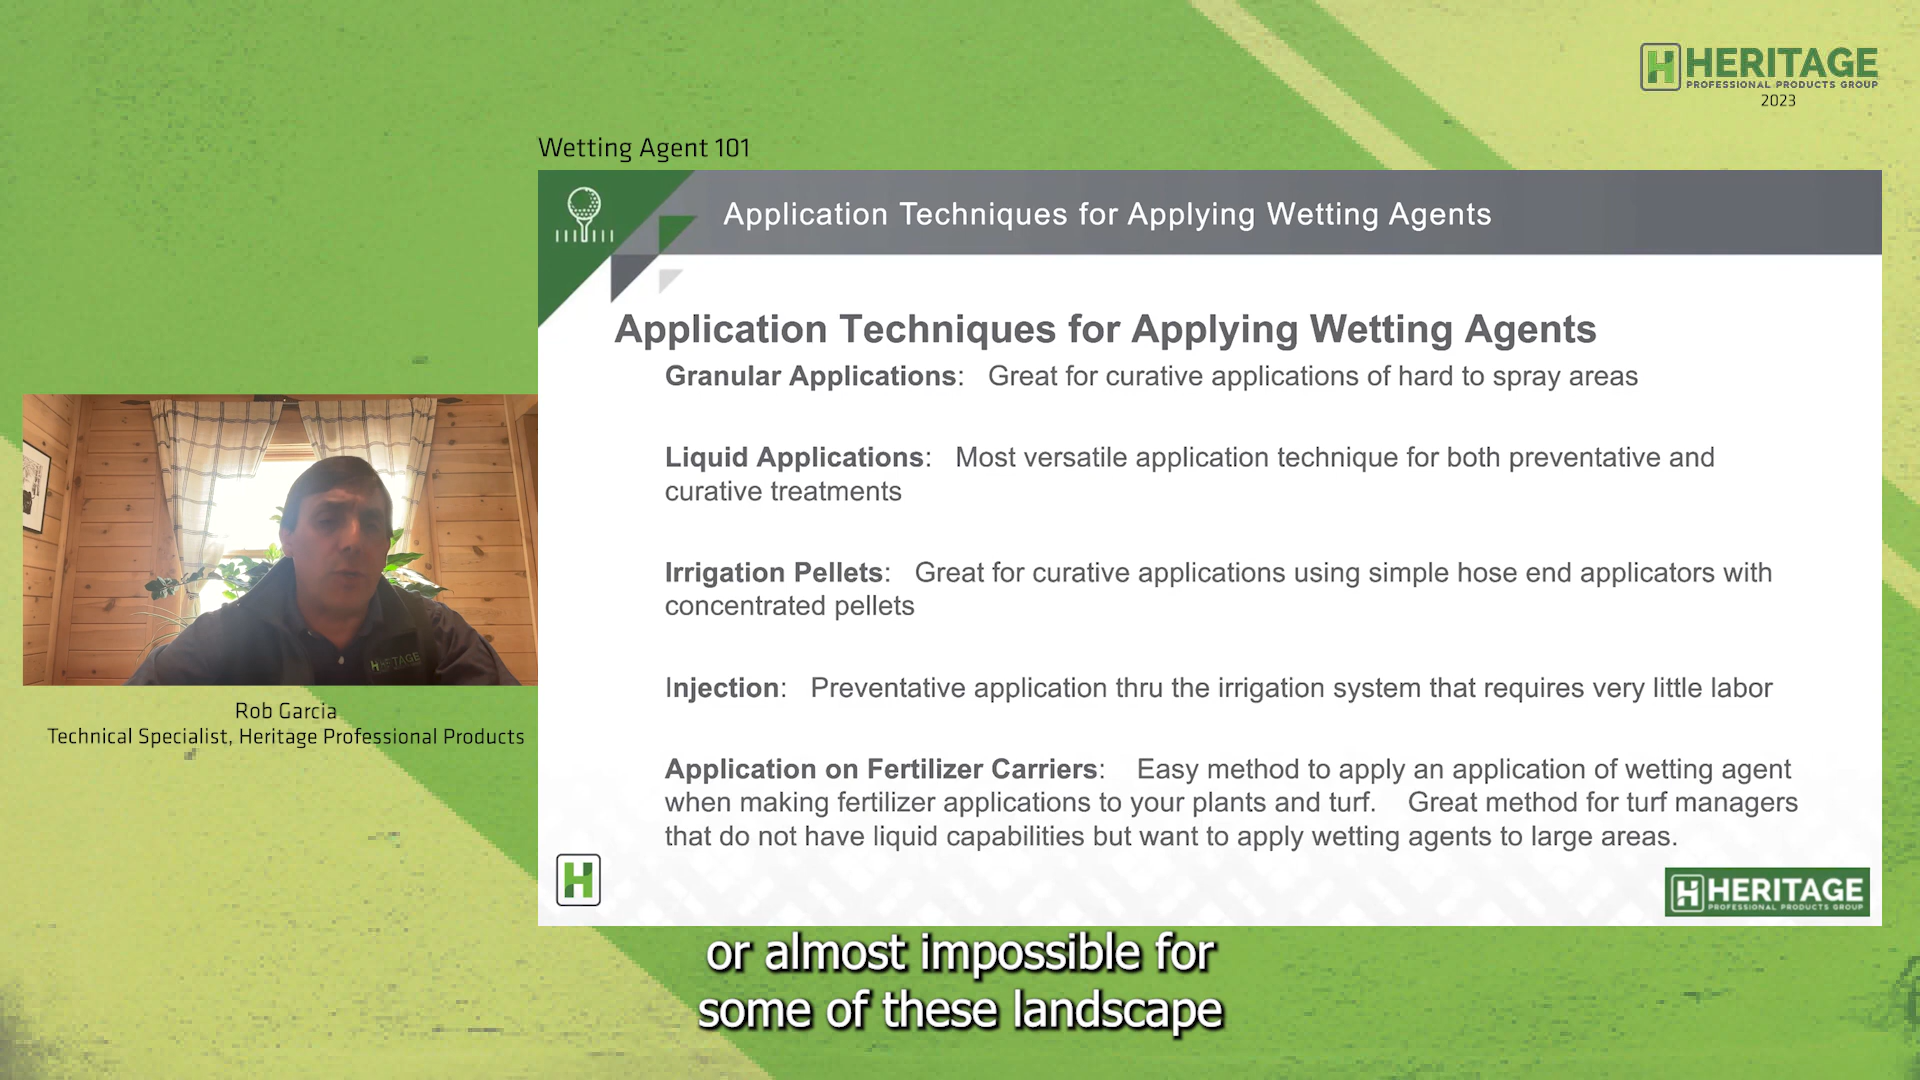 HERITAGE
PROFESSIONAL PRODUCTS GROUP
2023
Wetting Agent 101
Application Techniques for Applying Wetting Agents
Application Techniques for Applying Wetting Agents
Granular Applications: Great for curative applications of hard to spray areas
Liquid Applications: Most versatile application technique for both preventative and
curative treatments
Irrigation Pellets: Great for curative applications using simple hose end applicators with
concentrated pellets
Injection: Preventative application thru the irrigation system that requires very little labor
Application on Fertilizer Carriers: Easy method to apply an application of wetting agent
when making fertilizer applications to your plants and turf. Great method for turf managers
that do not have liquid capabilities but want to apply wetting agents to large areas.
H
HERITAGE
PROFESSIONAL PRODUCTS GROUP
HERITAGE
Rob Garcia
Technical Specialist, Heritage Professional Products
or almost impossible for
some of these landscape